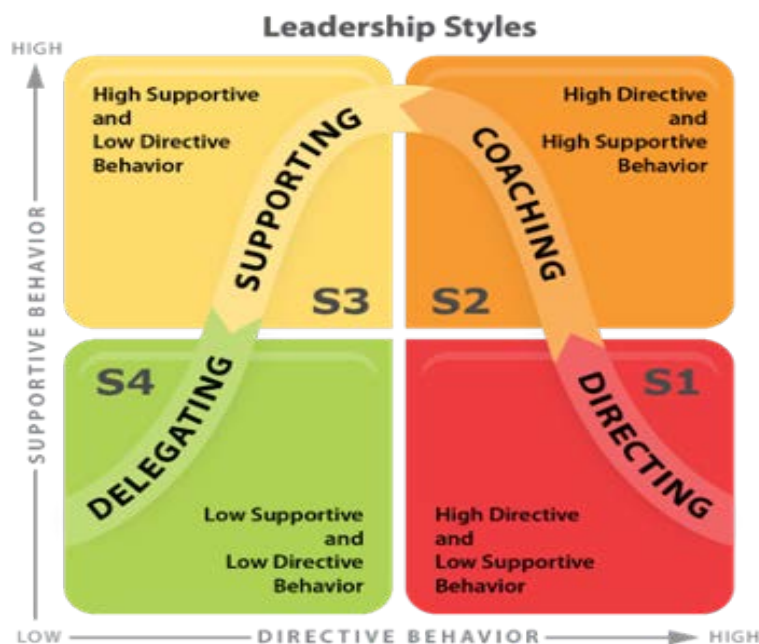 Leadership Styles
HIGH
High Supportive
and
Low Directive
Behavior
SUPPORTING
S3
High Directive
and
High Supportive
Behavior
COACHING
S2
SUPPORTIVE BEHAVIOR
S4
DELEGATING
Low Supportive
and
Low Directive
Behavior
S1
DIRECTING
High Directive
and
Low Supportive
Behavior
LOW
DIRECTIVE BEHAVIOR
HIGH